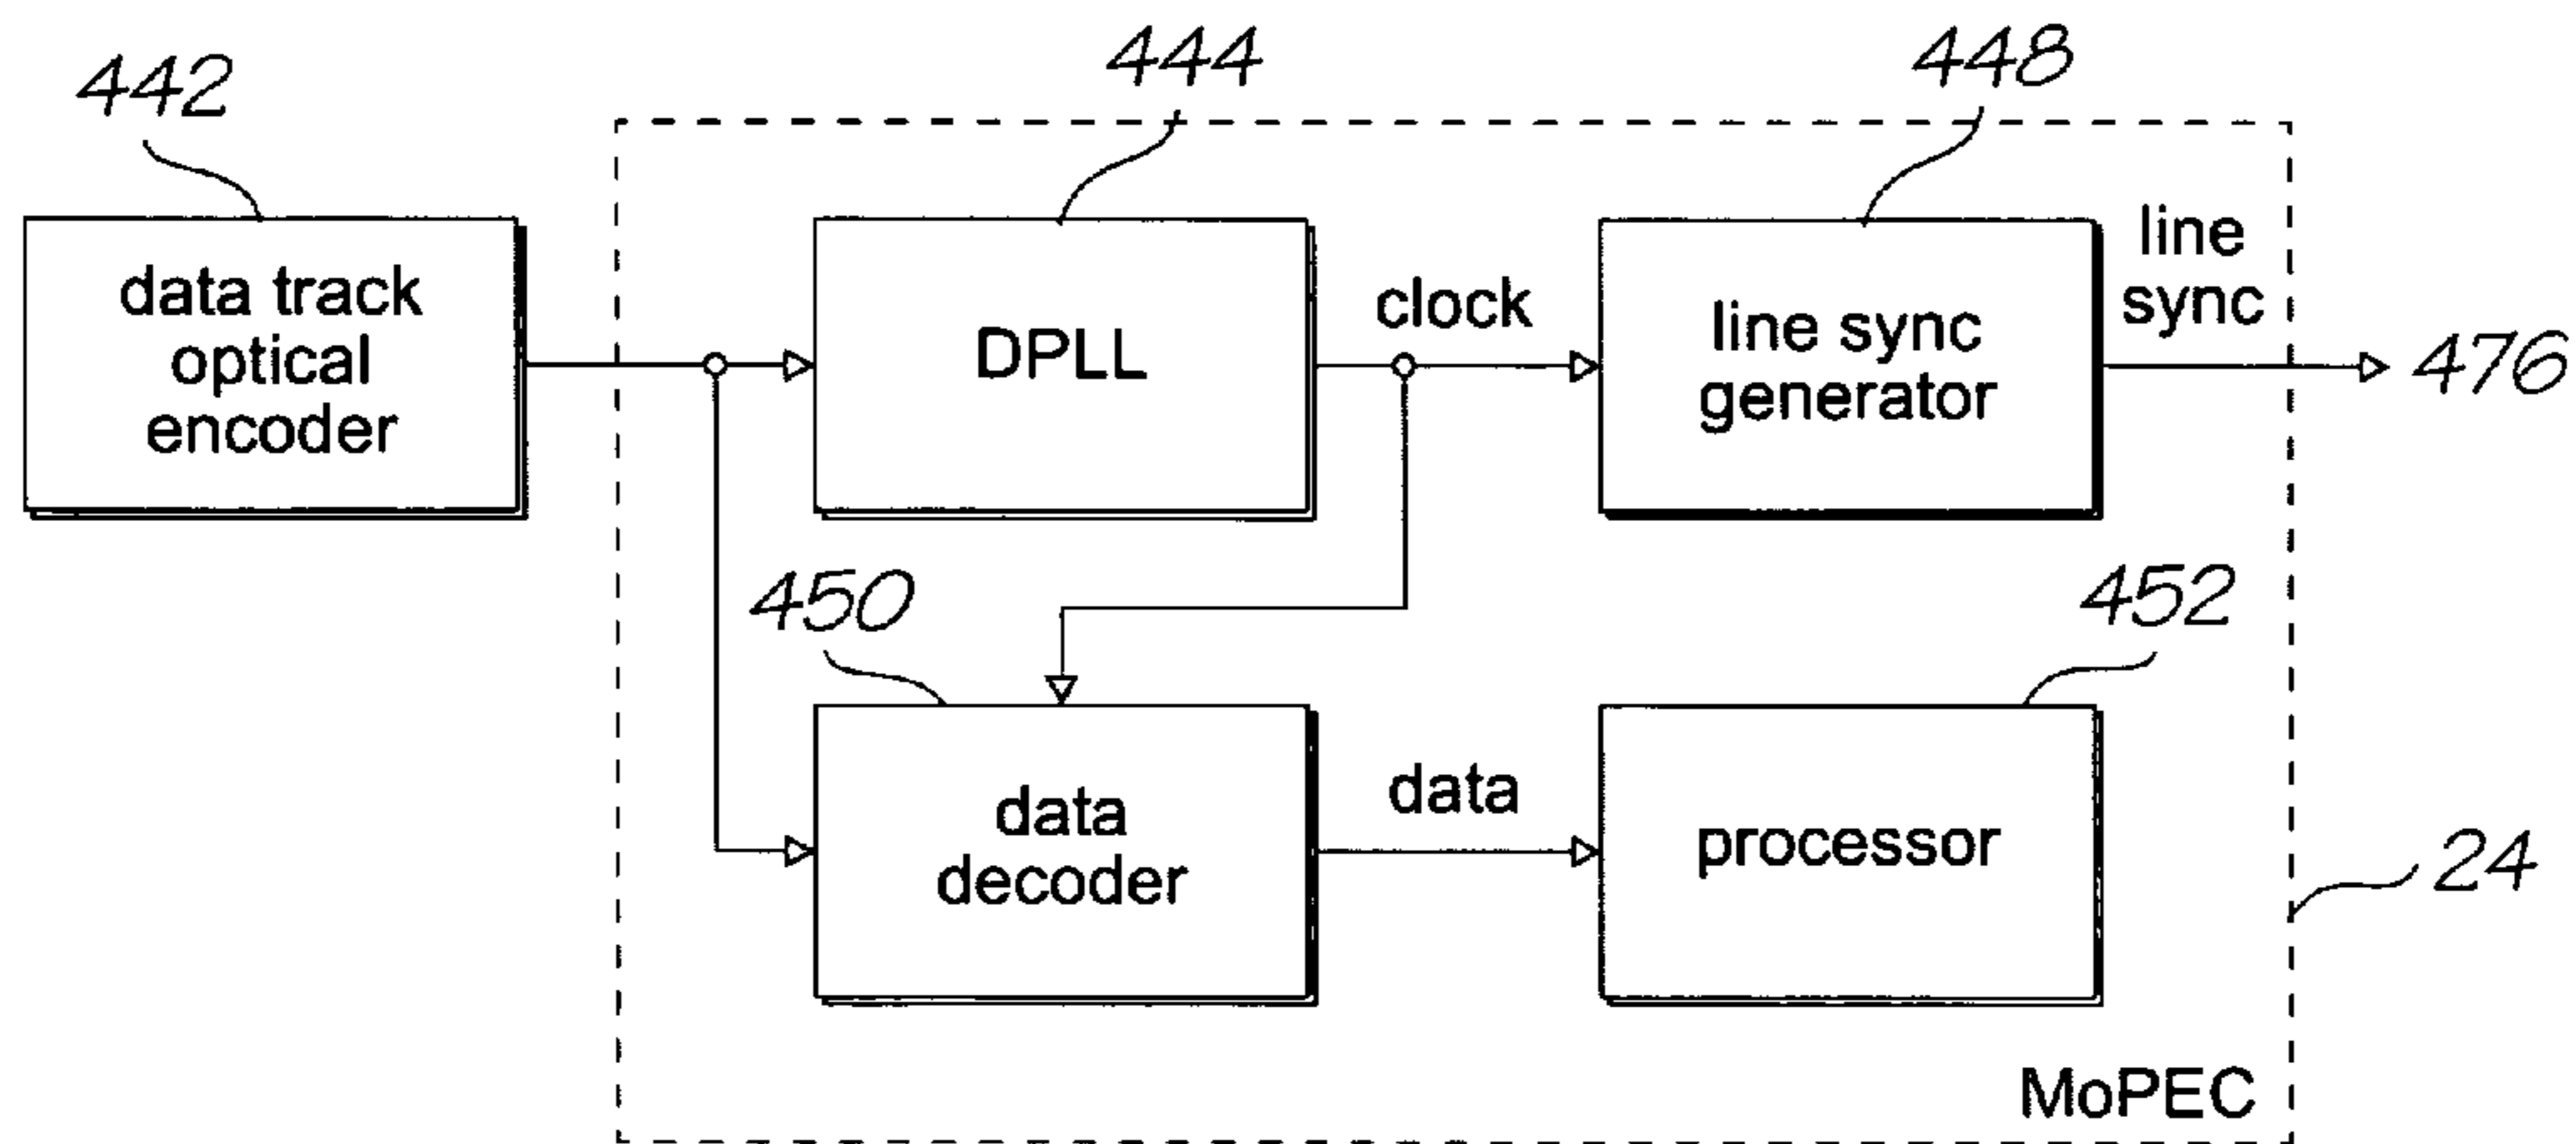 442
444
448
data track
optical
encoder
DPLL
clock
line sync
generator
line
sync
476
450
452
data
decoder
data
processor
24
MoPEC